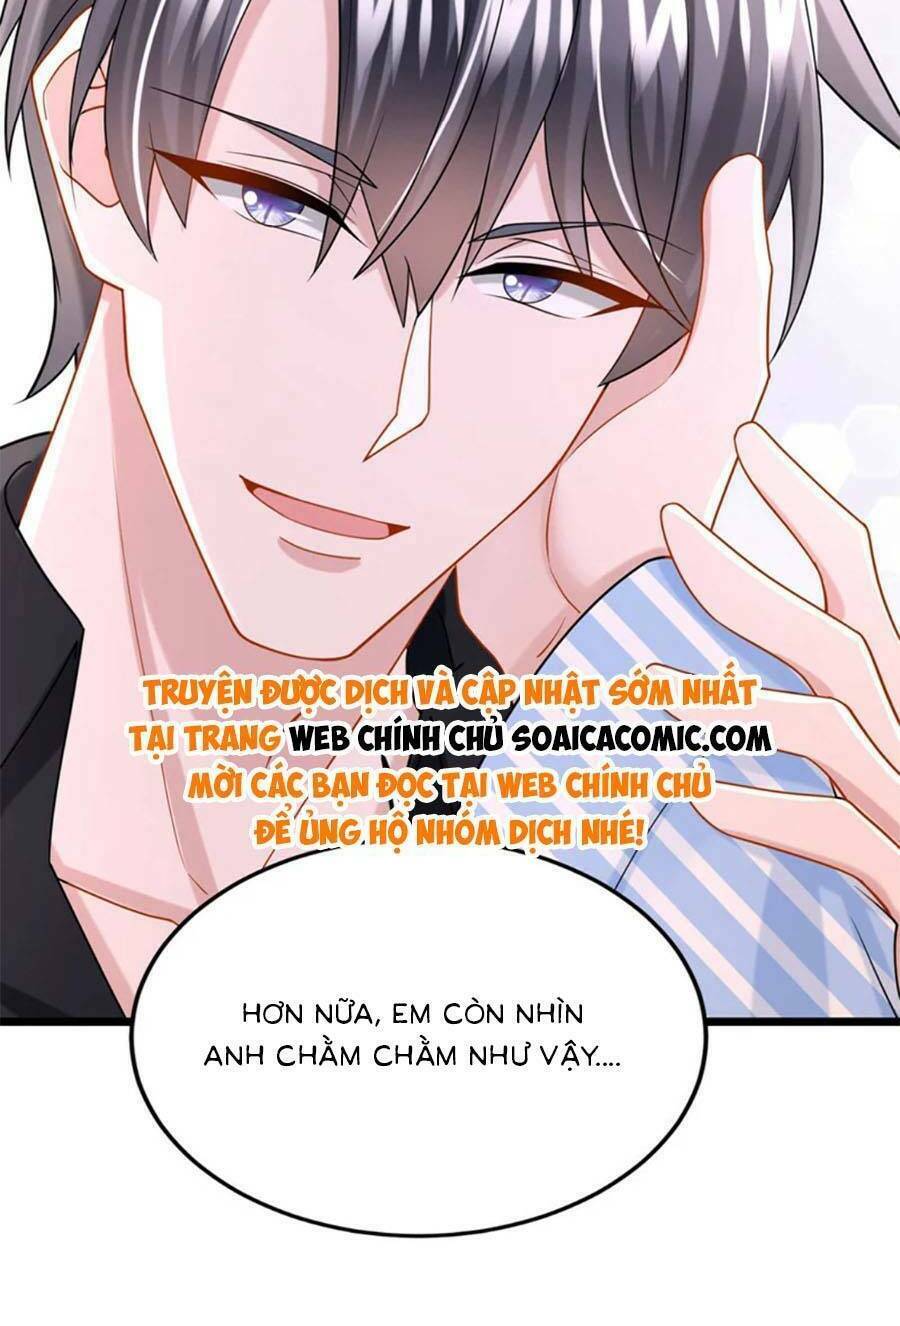 TRUYỆN ĐƯỢC DỊCH VÀ CẬP NHẬT SỚM NHẤT
TẠI TRANG WEB CHÍNH CHỦ SOAICACOMIC.COM
MỜI CÁC BẠN ĐỌC TẠI WEB CHÍNH CHỦ
ĐỂ ỦNG HỘ NHÓM DỊCH NHÉ!
HƠN NỮA, EM CÒN NHÌN
ANH CHẰM CHẰM NHƯ VẬY....